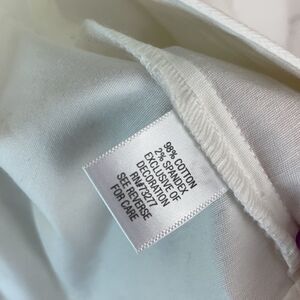 98% COTTON
2% SPANDEX
EXCLUSIVE OF
DECORATION
RN#73277
SEE REVERSE
FOR CARE